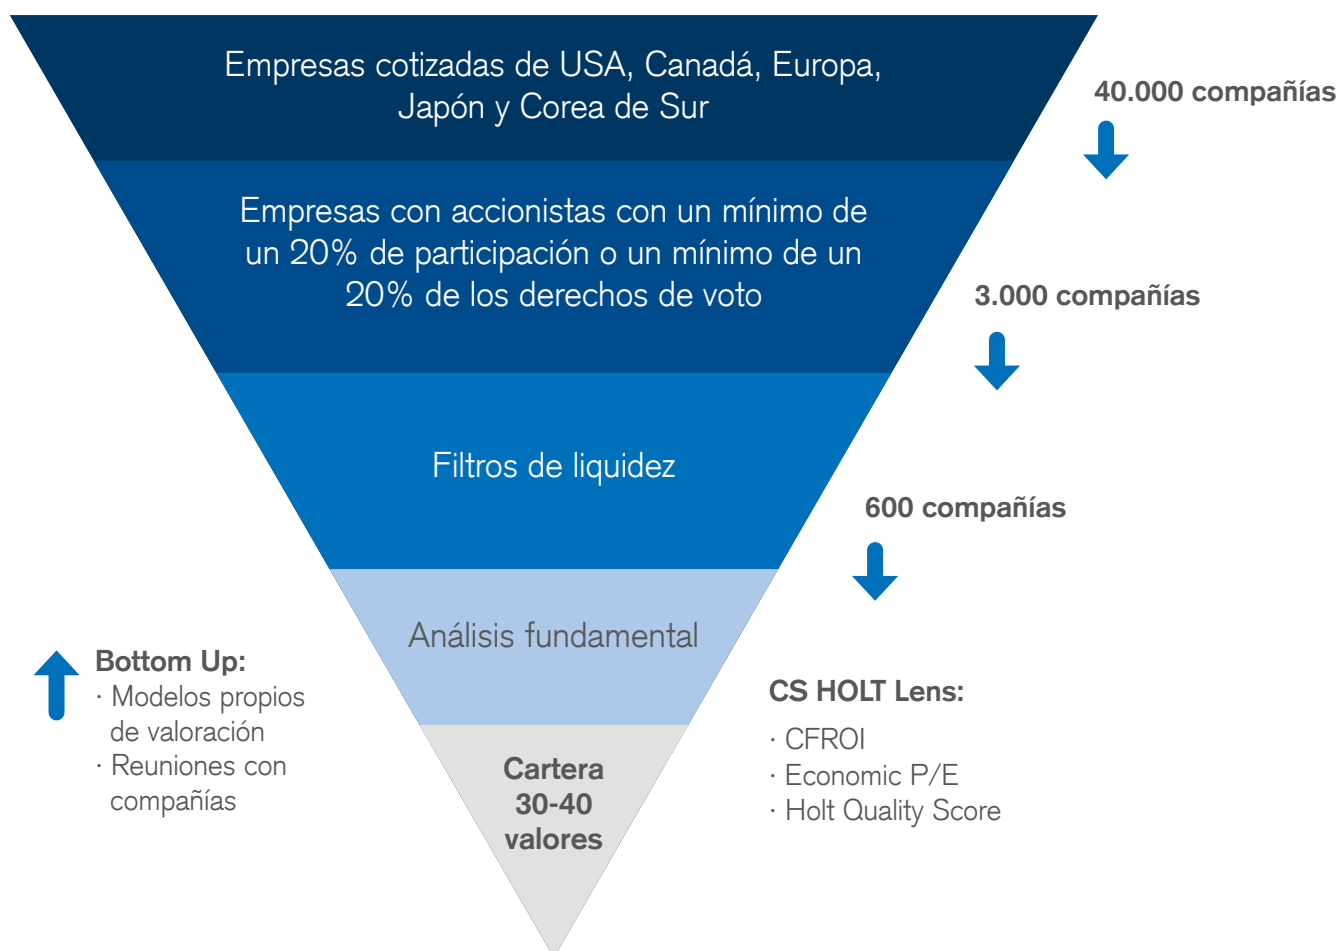 Empresas cotizadas de USA, Canadá, Europa,
Japón y Corea de Sur
40.000 compañías
Empresas con accionistas con un mínimo de
un 20% de participación o un mínimo de un
20% de los derechos de voto
3.000 compañías
Filtros de liquidez
600 compañías
Análisis fundamental
Bottom Up:
· Modelos propios
de valoración
· Reuniones con
compañías
CS HOLT Lens:
· CFROI
· Economic P/E
· Holt Quality Score
Cartera
30-40
valores